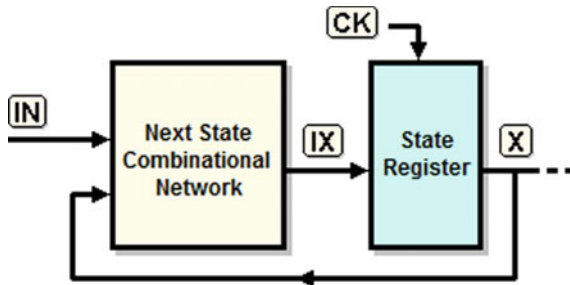 CK
IN
Next State
Combinational
Network
IX
State
Register
X